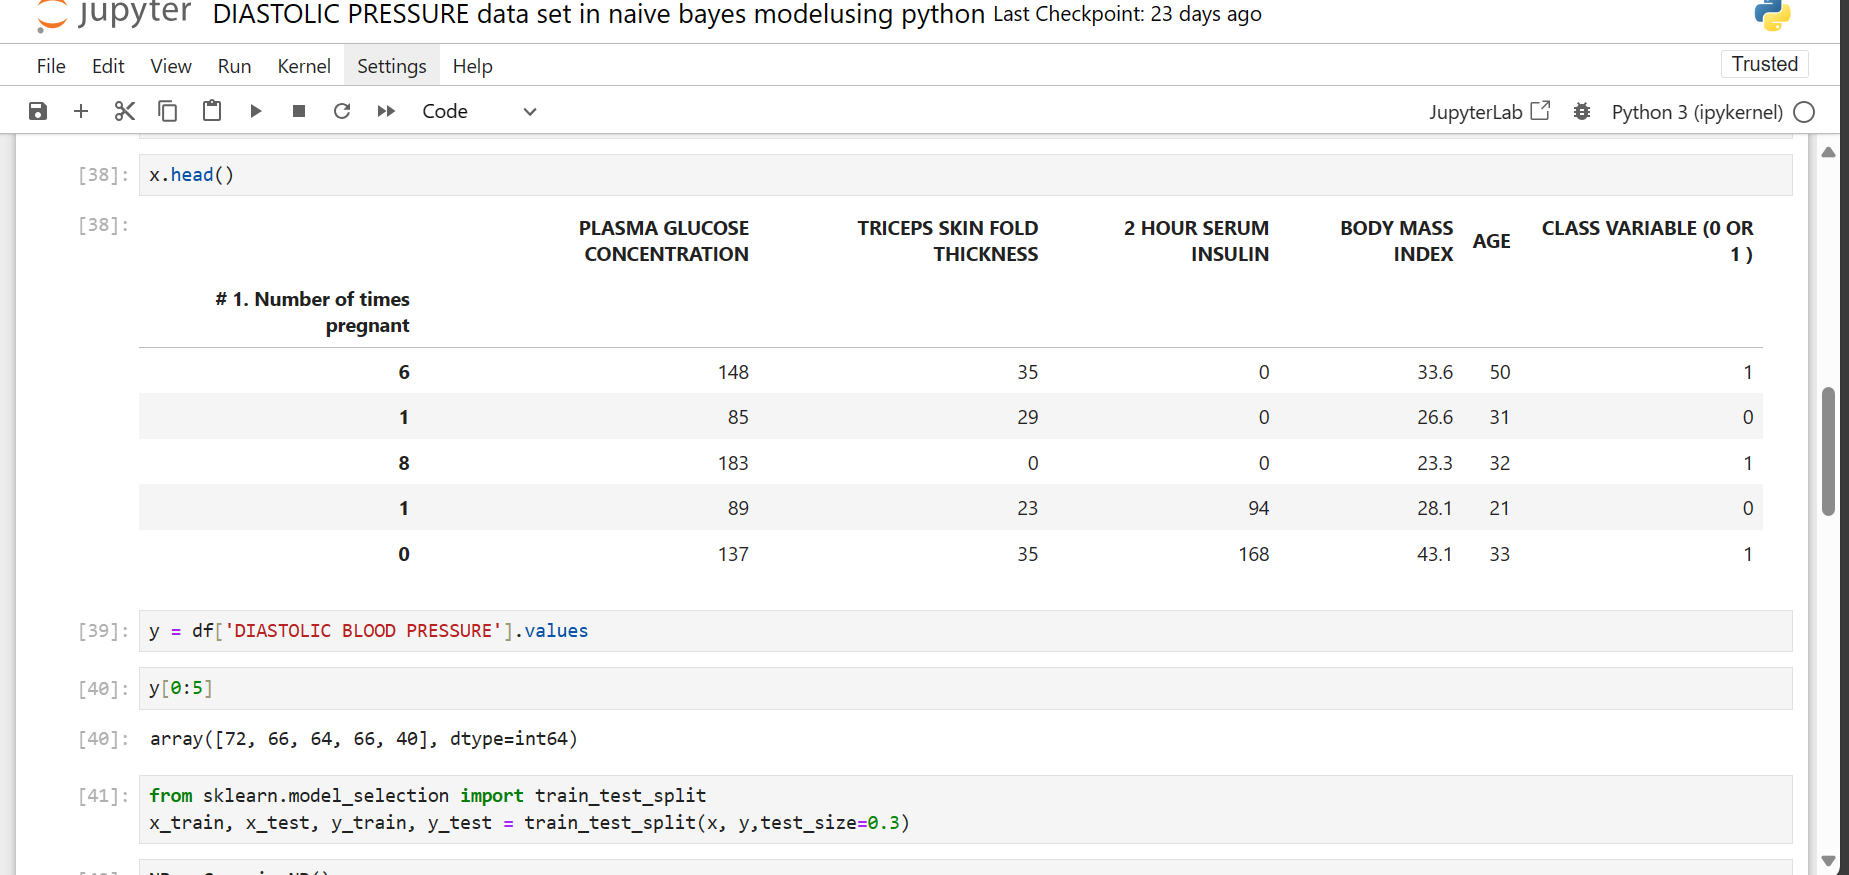 jupyter DIASTOLIC PRESSURE data set in naive bayes modelusing python Last Checkpoint: 23 days ago
File Edit View Run Kernel Settings Help Trusted
Code JupyterLab Python 3 (ipykernel)
[38]: x.head()
[38]:
PLASMA GLUCOSE CONCENTRATION TRICEPS SKIN FOLD THICKNESS 2 HOUR SERUM INSULIN BODY MASS INDEX AGE CLASS VARIABLE (0 OR 1 )
# 1. Number of times pregnant
6 148 35 0 33.6 50 1
1 85 29 0 26.6 31 0
8 183 0 0 23.3 32 1
1 89 23 94 28.1 21 0
0 137 35 168 43.1 33 1
[39]: y = df['DIASTOLIC BLOOD PRESSURE'].values
[40]: y[0:5]
[40]: array([72, 66, 64, 66, 40], dtype=int64)
[41]: from sklearn.model_selection import train_test_split
x_train, x_test, y_train, y_test = train_test_split(x, y,test_size=0.3)